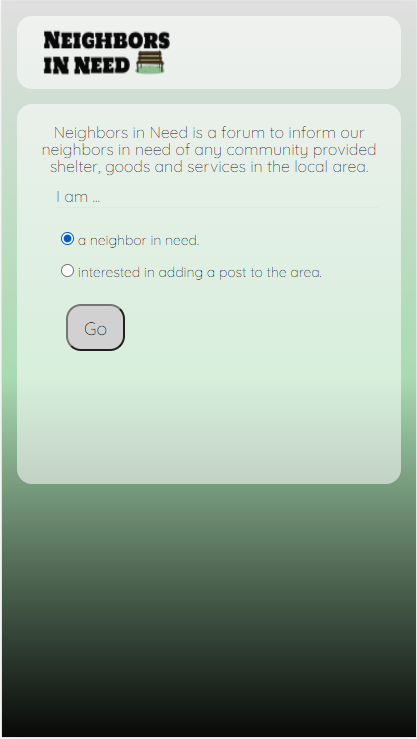 NEIGHBORS
IN NEED
Neighbors in Need is a forum to inform our
neighbors in need of any community provided
shelter, goods and services in the local area.
I am ...
a neighbor in need.
interested in adding a post to the area.
Go